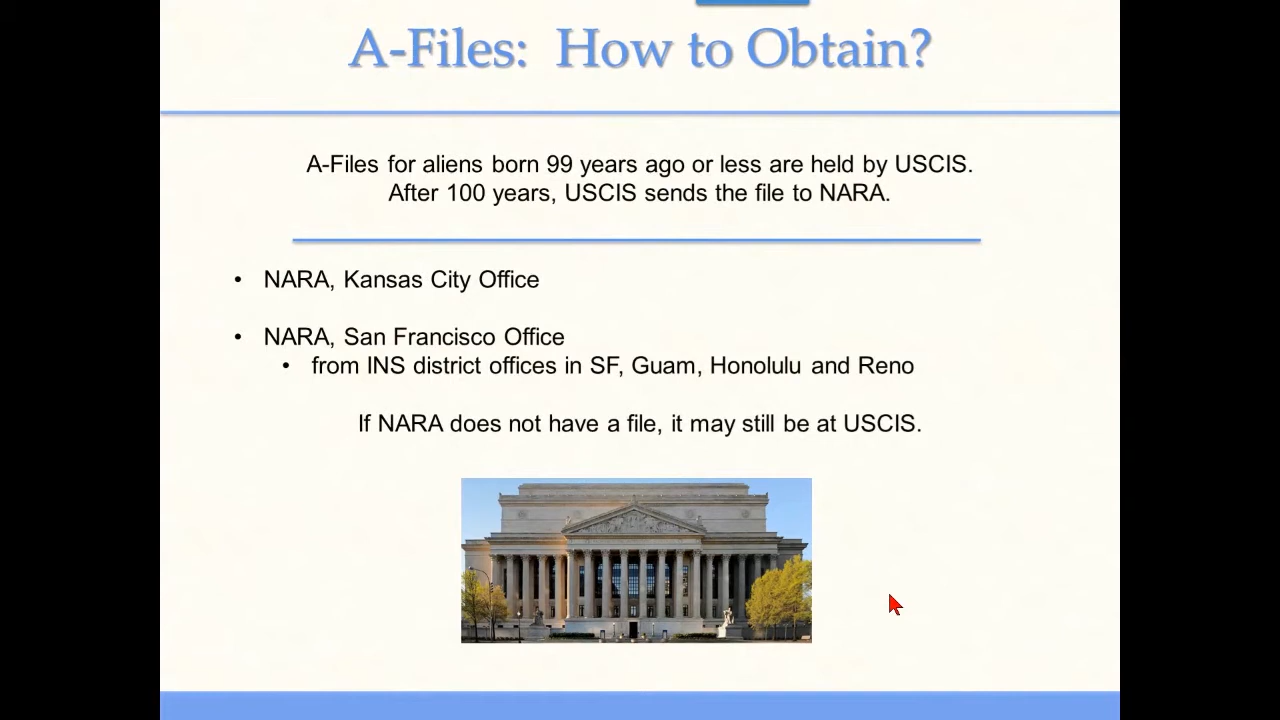 A-Files:  How to Obtain?
A-Files for aliens born 99 years ago or less are held by USCIS.
After 100 years, USCIS sends the file to NARA.
• NARA, Kansas City Office
• NARA, San Francisco Office
• from INS district offices in SF, Guam, Honolulu and Reno
If NARA does not have a file, it may still be at USCIS.